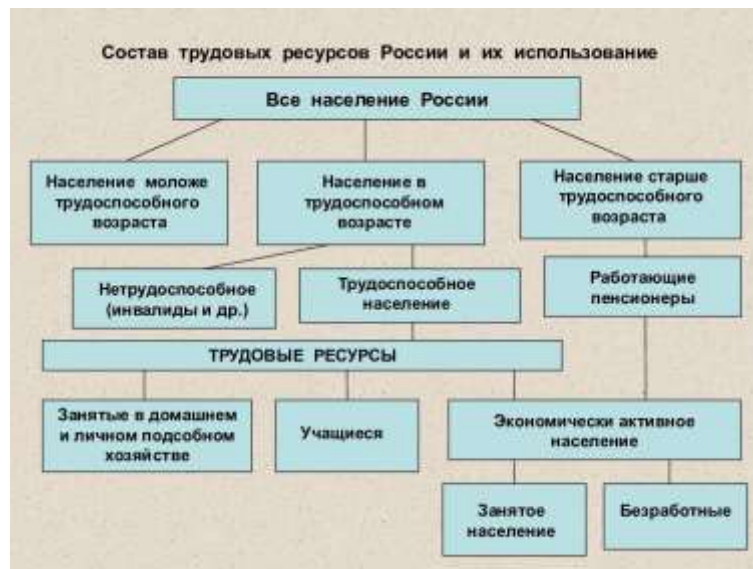 Состав трудовых ресурсов России и их использование
Все население России
Население моложе
трудоспособного
возраста
Население в
трудоспособном
возрасте
Население старше
трудоспособного
возраста
Нетрудоспособное
(инвалиды и др.)
Трудоспособное
население
Работающие
пенсионеры
ТРУДОВЫЕ РЕСУРСЫ
Занятые в домашнем
и личном подсобном
хозяйстве
Учащиеся
Экономически активное
население
Занятое
население
Безработные